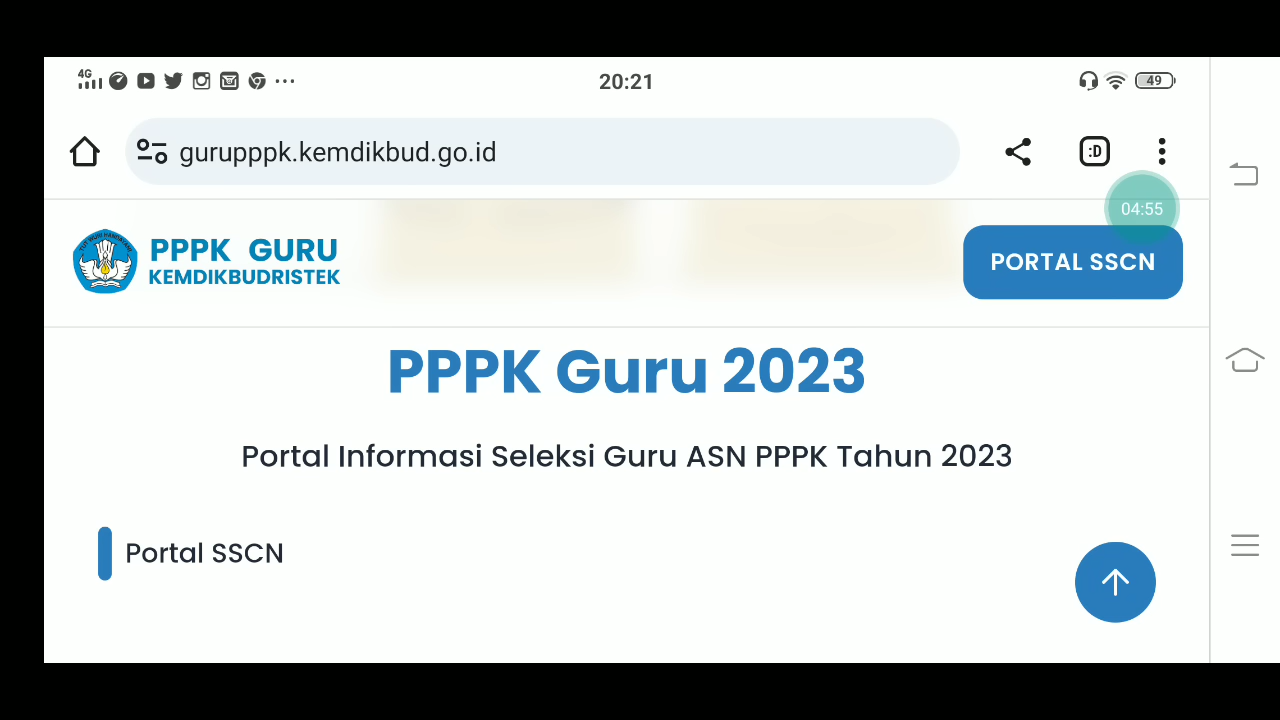 4G
20:21
49
gurupppk.kemdikbud.go.id
:D
04:55
PPPK GURU
KEMDIKBUDRISTEK
PORTAL SSCN
PPPK Guru 2023
Portal Informasi Seleksi Guru ASN PPPK Tahun 2023
Portal SSCN